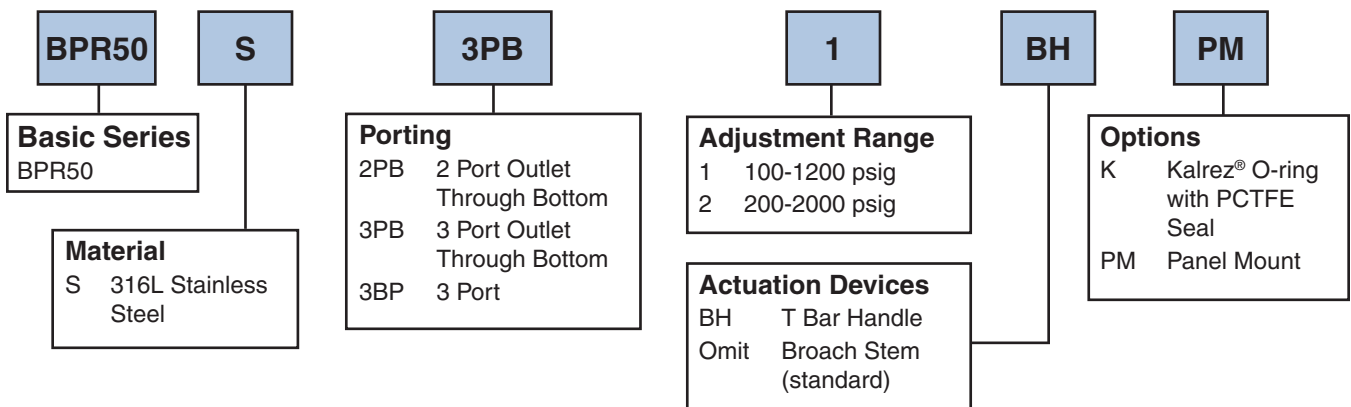 BPR50 S 3PB 1 BH PM
Basic Series
BPR50
Material
S 316L Stainless
Steel
Porting
2PB 2 Port Outlet
Through Bottom
3PB 3 Port Outlet
Through Bottom
3BP 3 Port
Adjustment Range
1 100-1200 psig
2 200-2000 psig
Actuation Devices
BH T Bar Handle
Omit Broach Stem
(standard)
Options
K Kalrez® O-ring
with PCTFE
Seal
PM Panel Mount